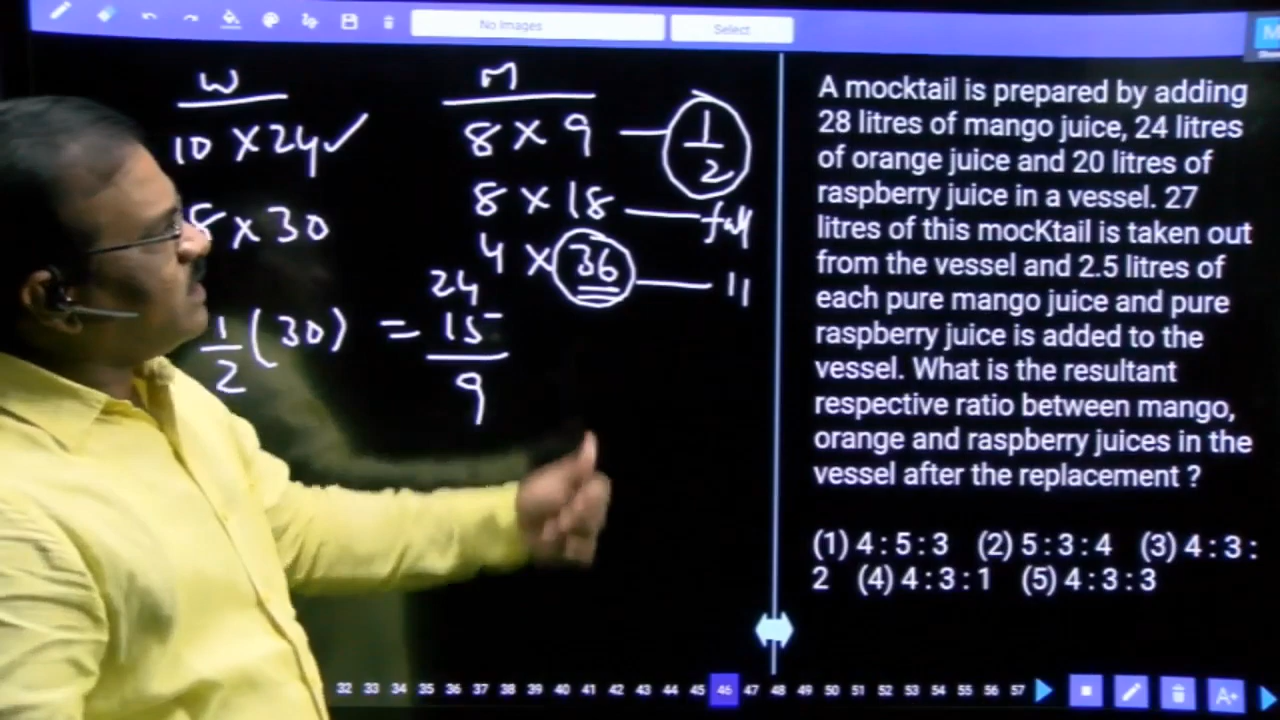 No Images Select
W M
10 X 24 ✓ 8 X 9 — 1/2
8 X 30 8 X 18 — full
4 X 36 — 11
1/2 (30) = 24
15 -
9
A mocktail is prepared by adding
28 litres of mango juice, 24 litres
of orange juice and 20 litres of
raspberry juice in a vessel. 27
litres of this mocKtail is taken out
from the vessel and 2.5 litres of
each pure mango juice and pure
raspberry juice is added to the
vessel. What is the resultant
respective ratio between mango,
orange and raspberry juices in the
vessel after the replacement ?
(1) 4 : 5 : 3 (2) 5 : 3 : 4 (3) 4 : 3 :
2 (4) 4 : 3 : 1 (5) 4 : 3 : 3
32 33 34 35 36 37 38 39 40 41 42 43 44 45 46 47 48 49 50 51 52 53 54 55 56 57 A+